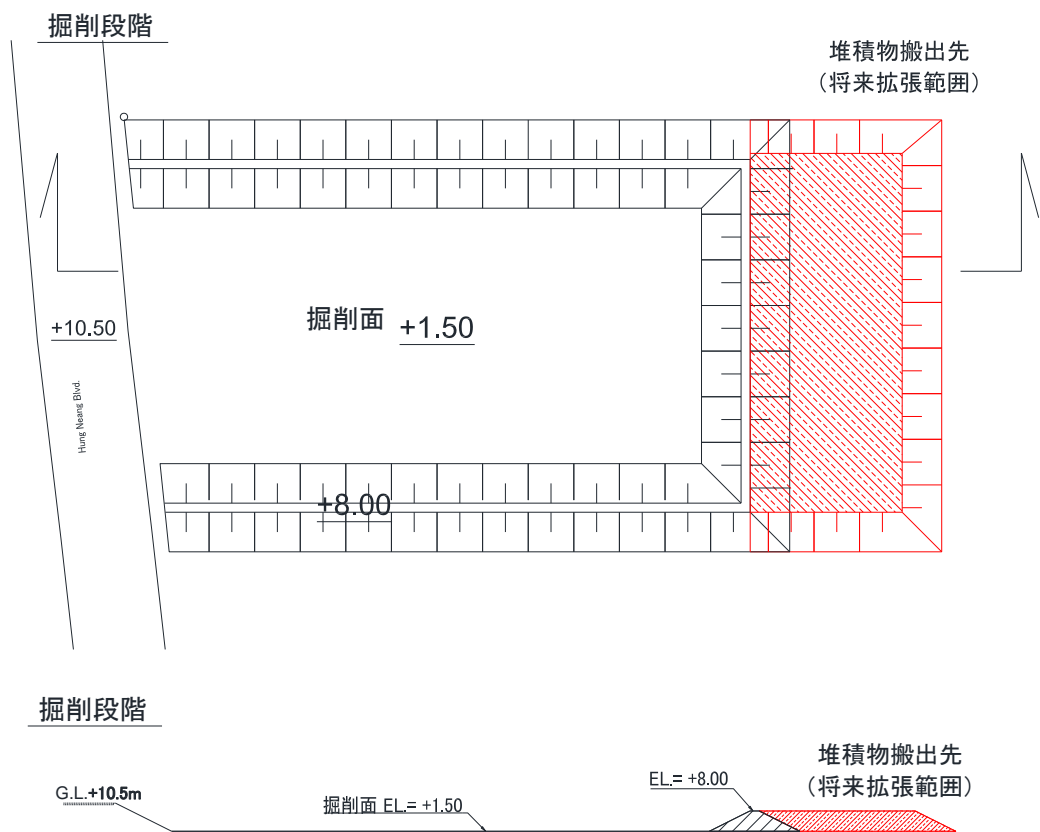 掘削段階
堆積物搬出先
（将来拡張範囲）
掘削面 +1.50
+10.50
Hung Neang Blvd.
+8.00
掘削段階
堆積物搬出先
（将来拡張範囲）
EL.= +8.00
G.L.+10.5m
掘削面 EL.= +1.50